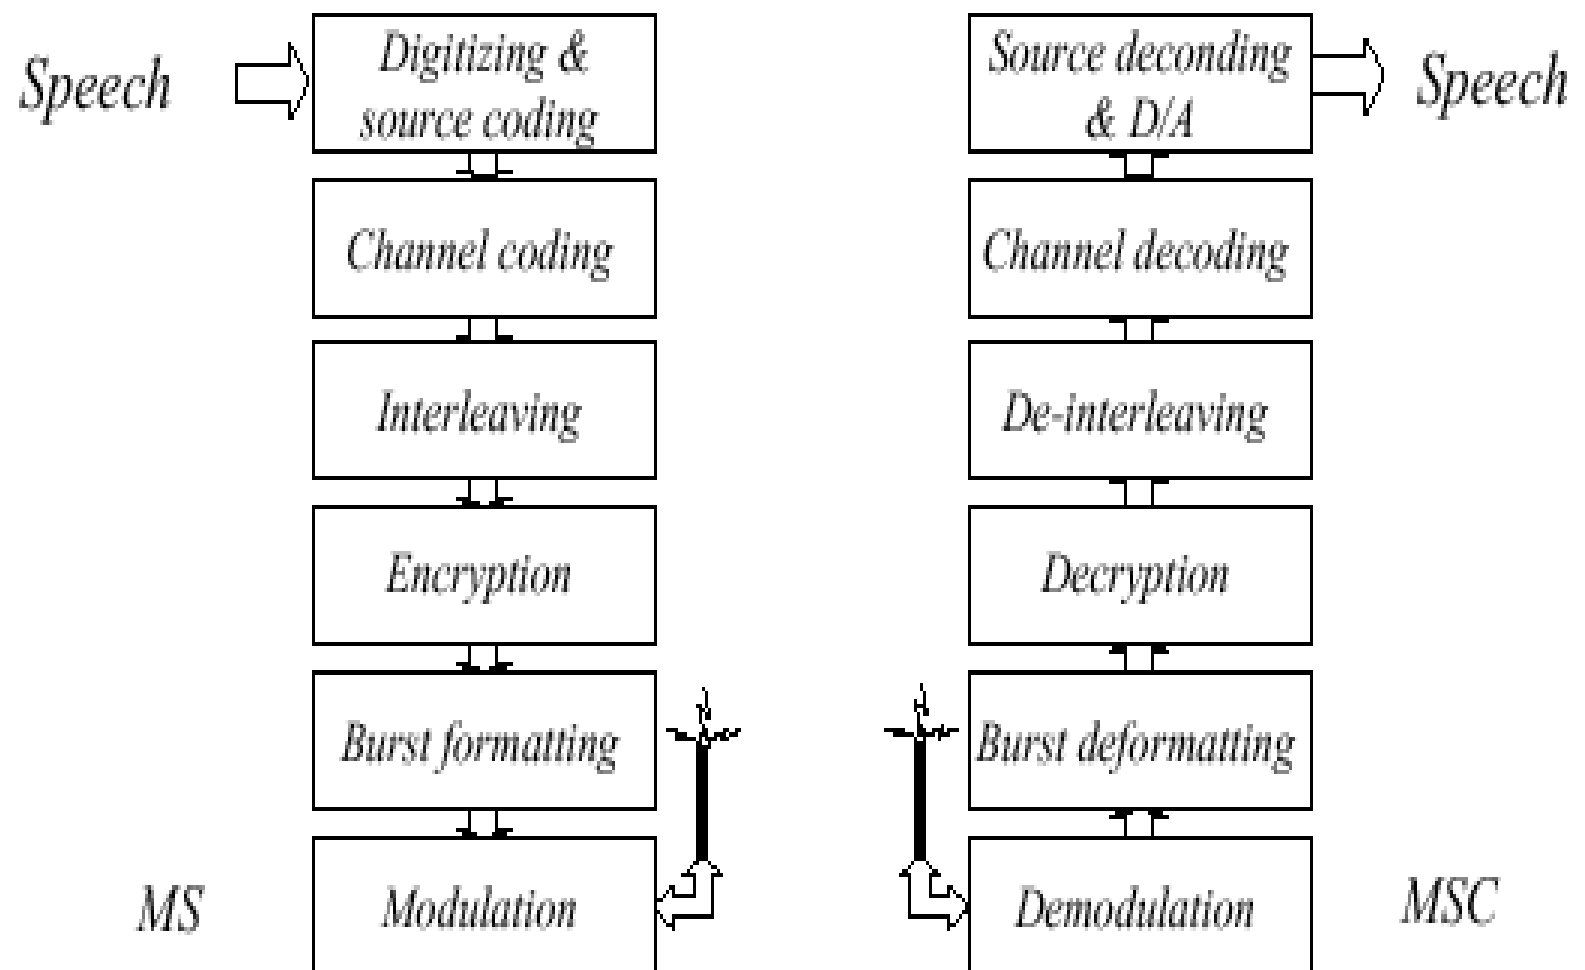 Speech
Digitizing &
source coding
Channel coding
Interleaving
Encryption
Burst formatting
Modulation
MS
Source deconding
& D/A
Speech
Channel decoding
De-interleaving
Decryption
Burst deformatting
Demodulation
MSC